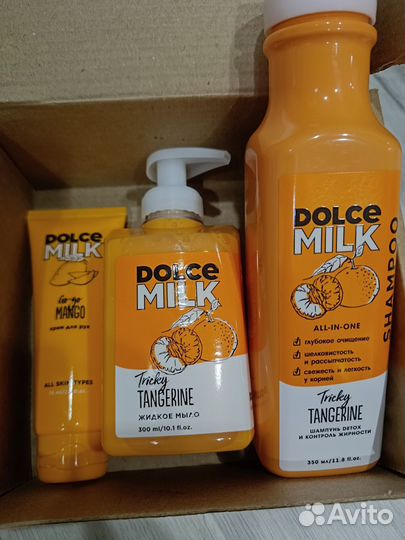 DOLCE
MILK
Go-go
MANGO
крем для рук
ALL SKIN TYPES
DOLCE
MILK
Tricky
TANGERINE
ЖИДКОЕ МЫЛО
300 ml/10.1 fl.oz.
DOLCE
MILK
SHAMPOO
ALL-IN-ONE
глубокое очищение
шелковистость
и рассыпчатость
свежесть и легкость
у корней
Tricky
TANGERINE
ШАМПУНЬ DETOX
И КОНТРОЛЬ ЖИРНОСТИ
350 мл/11.8 fl.oz.
Avito